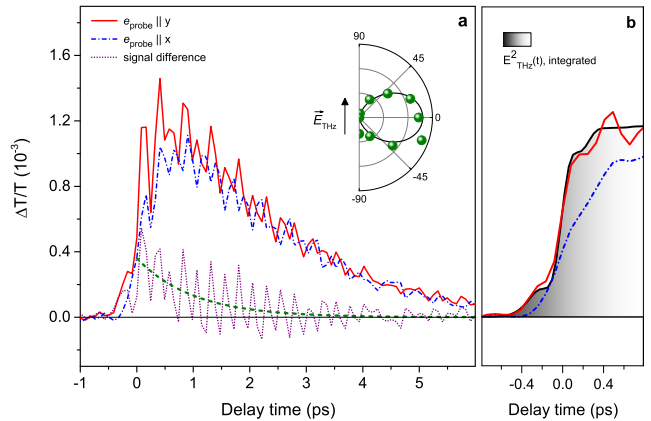 a
e_probe || y
e_probe || x
signal difference
90
45
0
-45
-90
E_THz
1.6
1.2
0.8
0.4
0.0
ΔT/T (10^-3)
-1
0
1
2
3
4
5
Delay time (ps)
b
E^2_THz(t), integrated
-0.4
0.0
0.4
Delay time (ps)